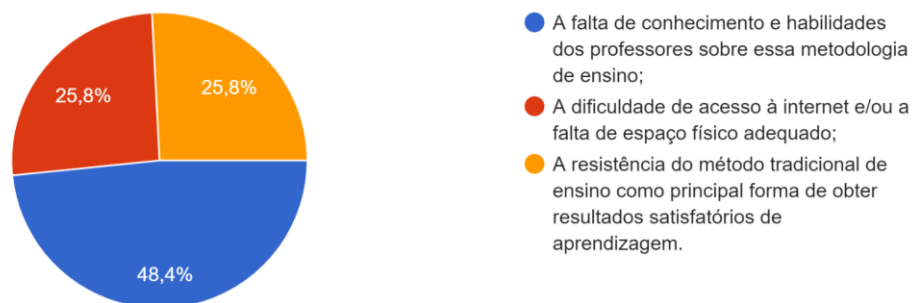 25,8%
25,8%
48,4%
A falta de conhecimento e habilidades
dos professores sobre essa metodologia
de ensino;
A dificuldade de acesso à internet e/ou a
falta de espaço físico adequado;
A resistência do método tradicional de
ensino como principal forma de obter
resultados satisfatórios de
aprendizagem.